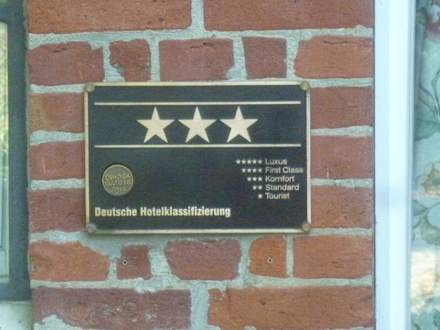 ★★★
★★★★★ Luxus
★★★★ First Class
★★★ Komfort
★★ Standard
★ Tourist
Deutsche Hotelklassifizierung